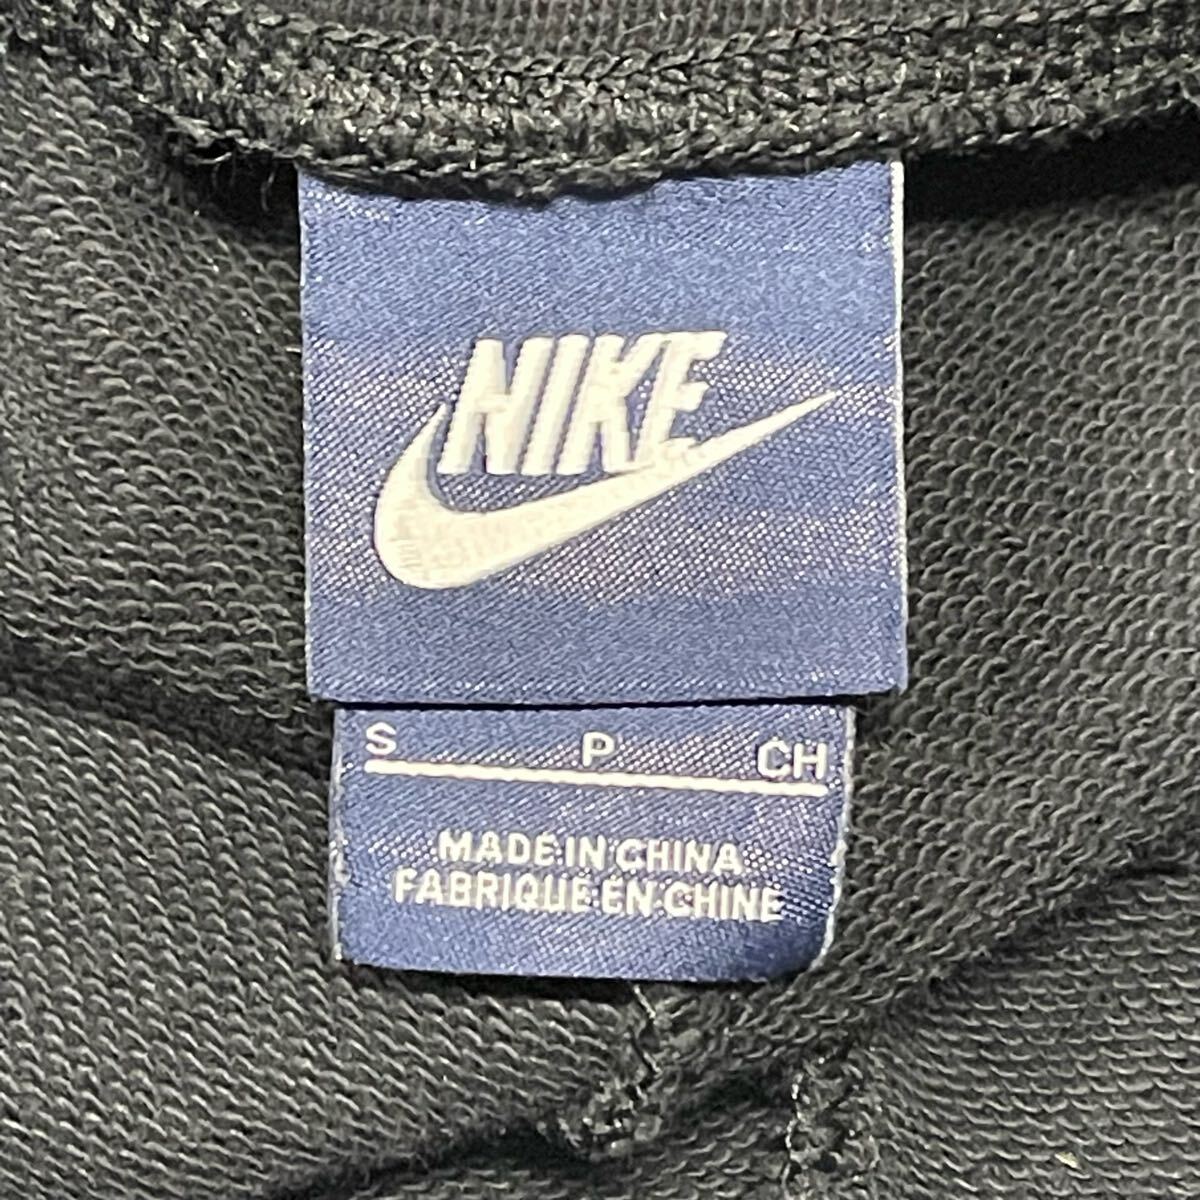 NIKE
S P CH
MADE IN CHINA
FABRIQUE EN CHINE